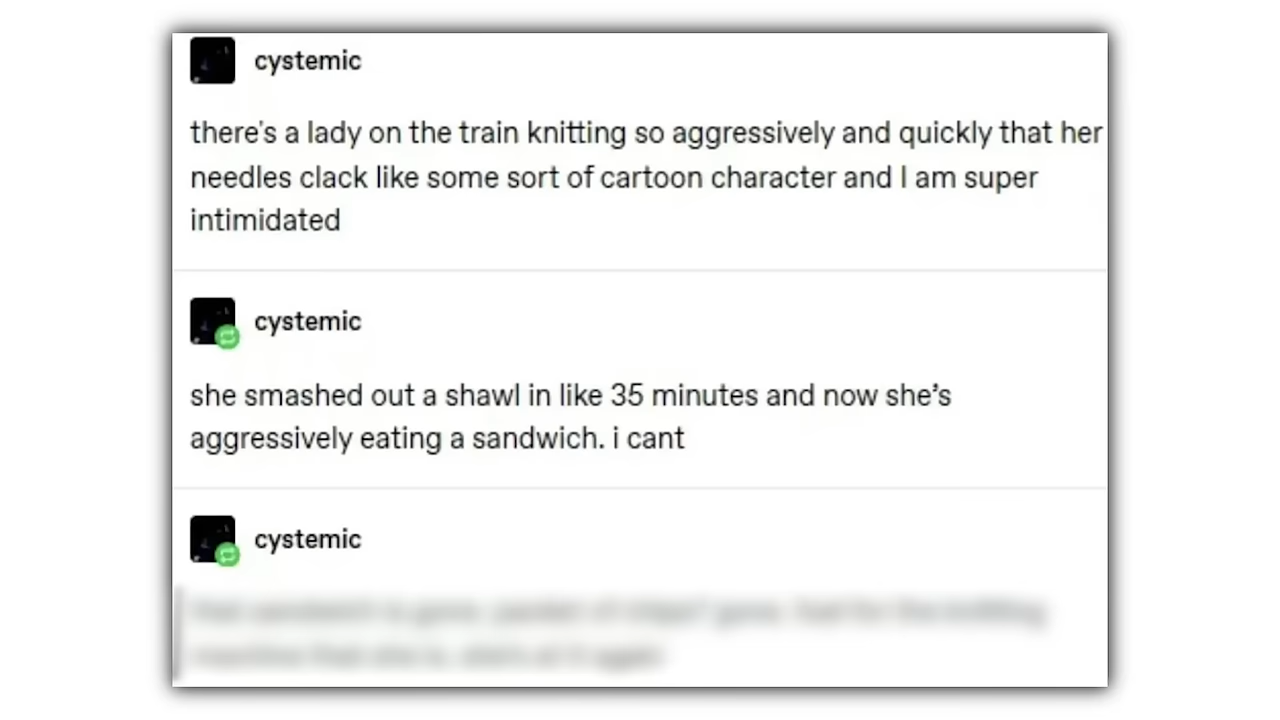 cystemic
there's a lady on the train knitting so aggressively and quickly that her
needles clack like some sort of cartoon character and I am super
intimidated
cystemic
she smashed out a shawl in like 35 minutes and now she’s
aggressively eating a sandwich. i cant
cystemic